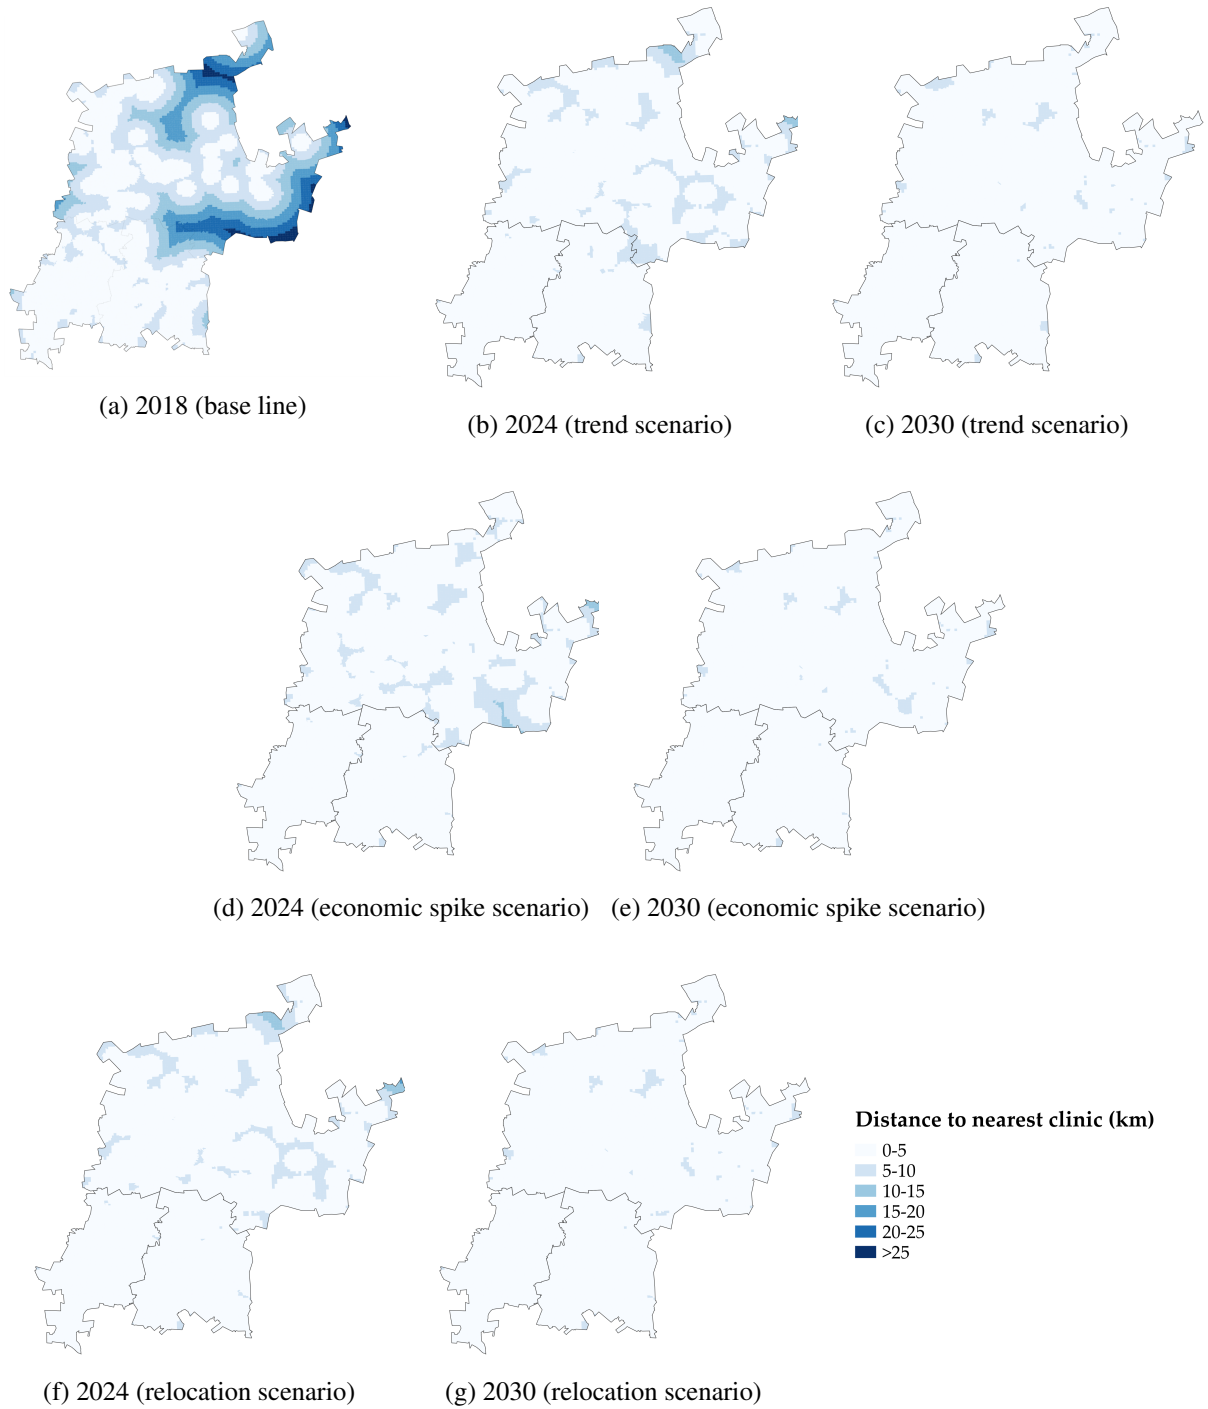 (a) 2018 (base line)
(b) 2024 (trend scenario)
(c) 2030 (trend scenario)
(d) 2024 (economic spike scenario)
(e) 2030 (economic spike scenario)
Distance to nearest clinic (km)
0-5
5-10
10-15
15-20
20-25
>25
(f) 2024 (relocation scenario)
(g) 2030 (relocation scenario)